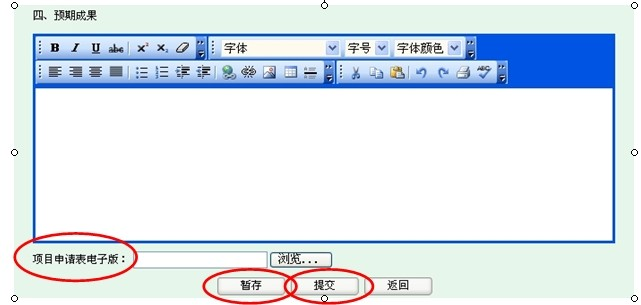 四、预期成果
B I U abc x² x₂ 字体 字号 字体颜色
ABC
项目申请表电子版： 浏览...
暂存 提交 返回